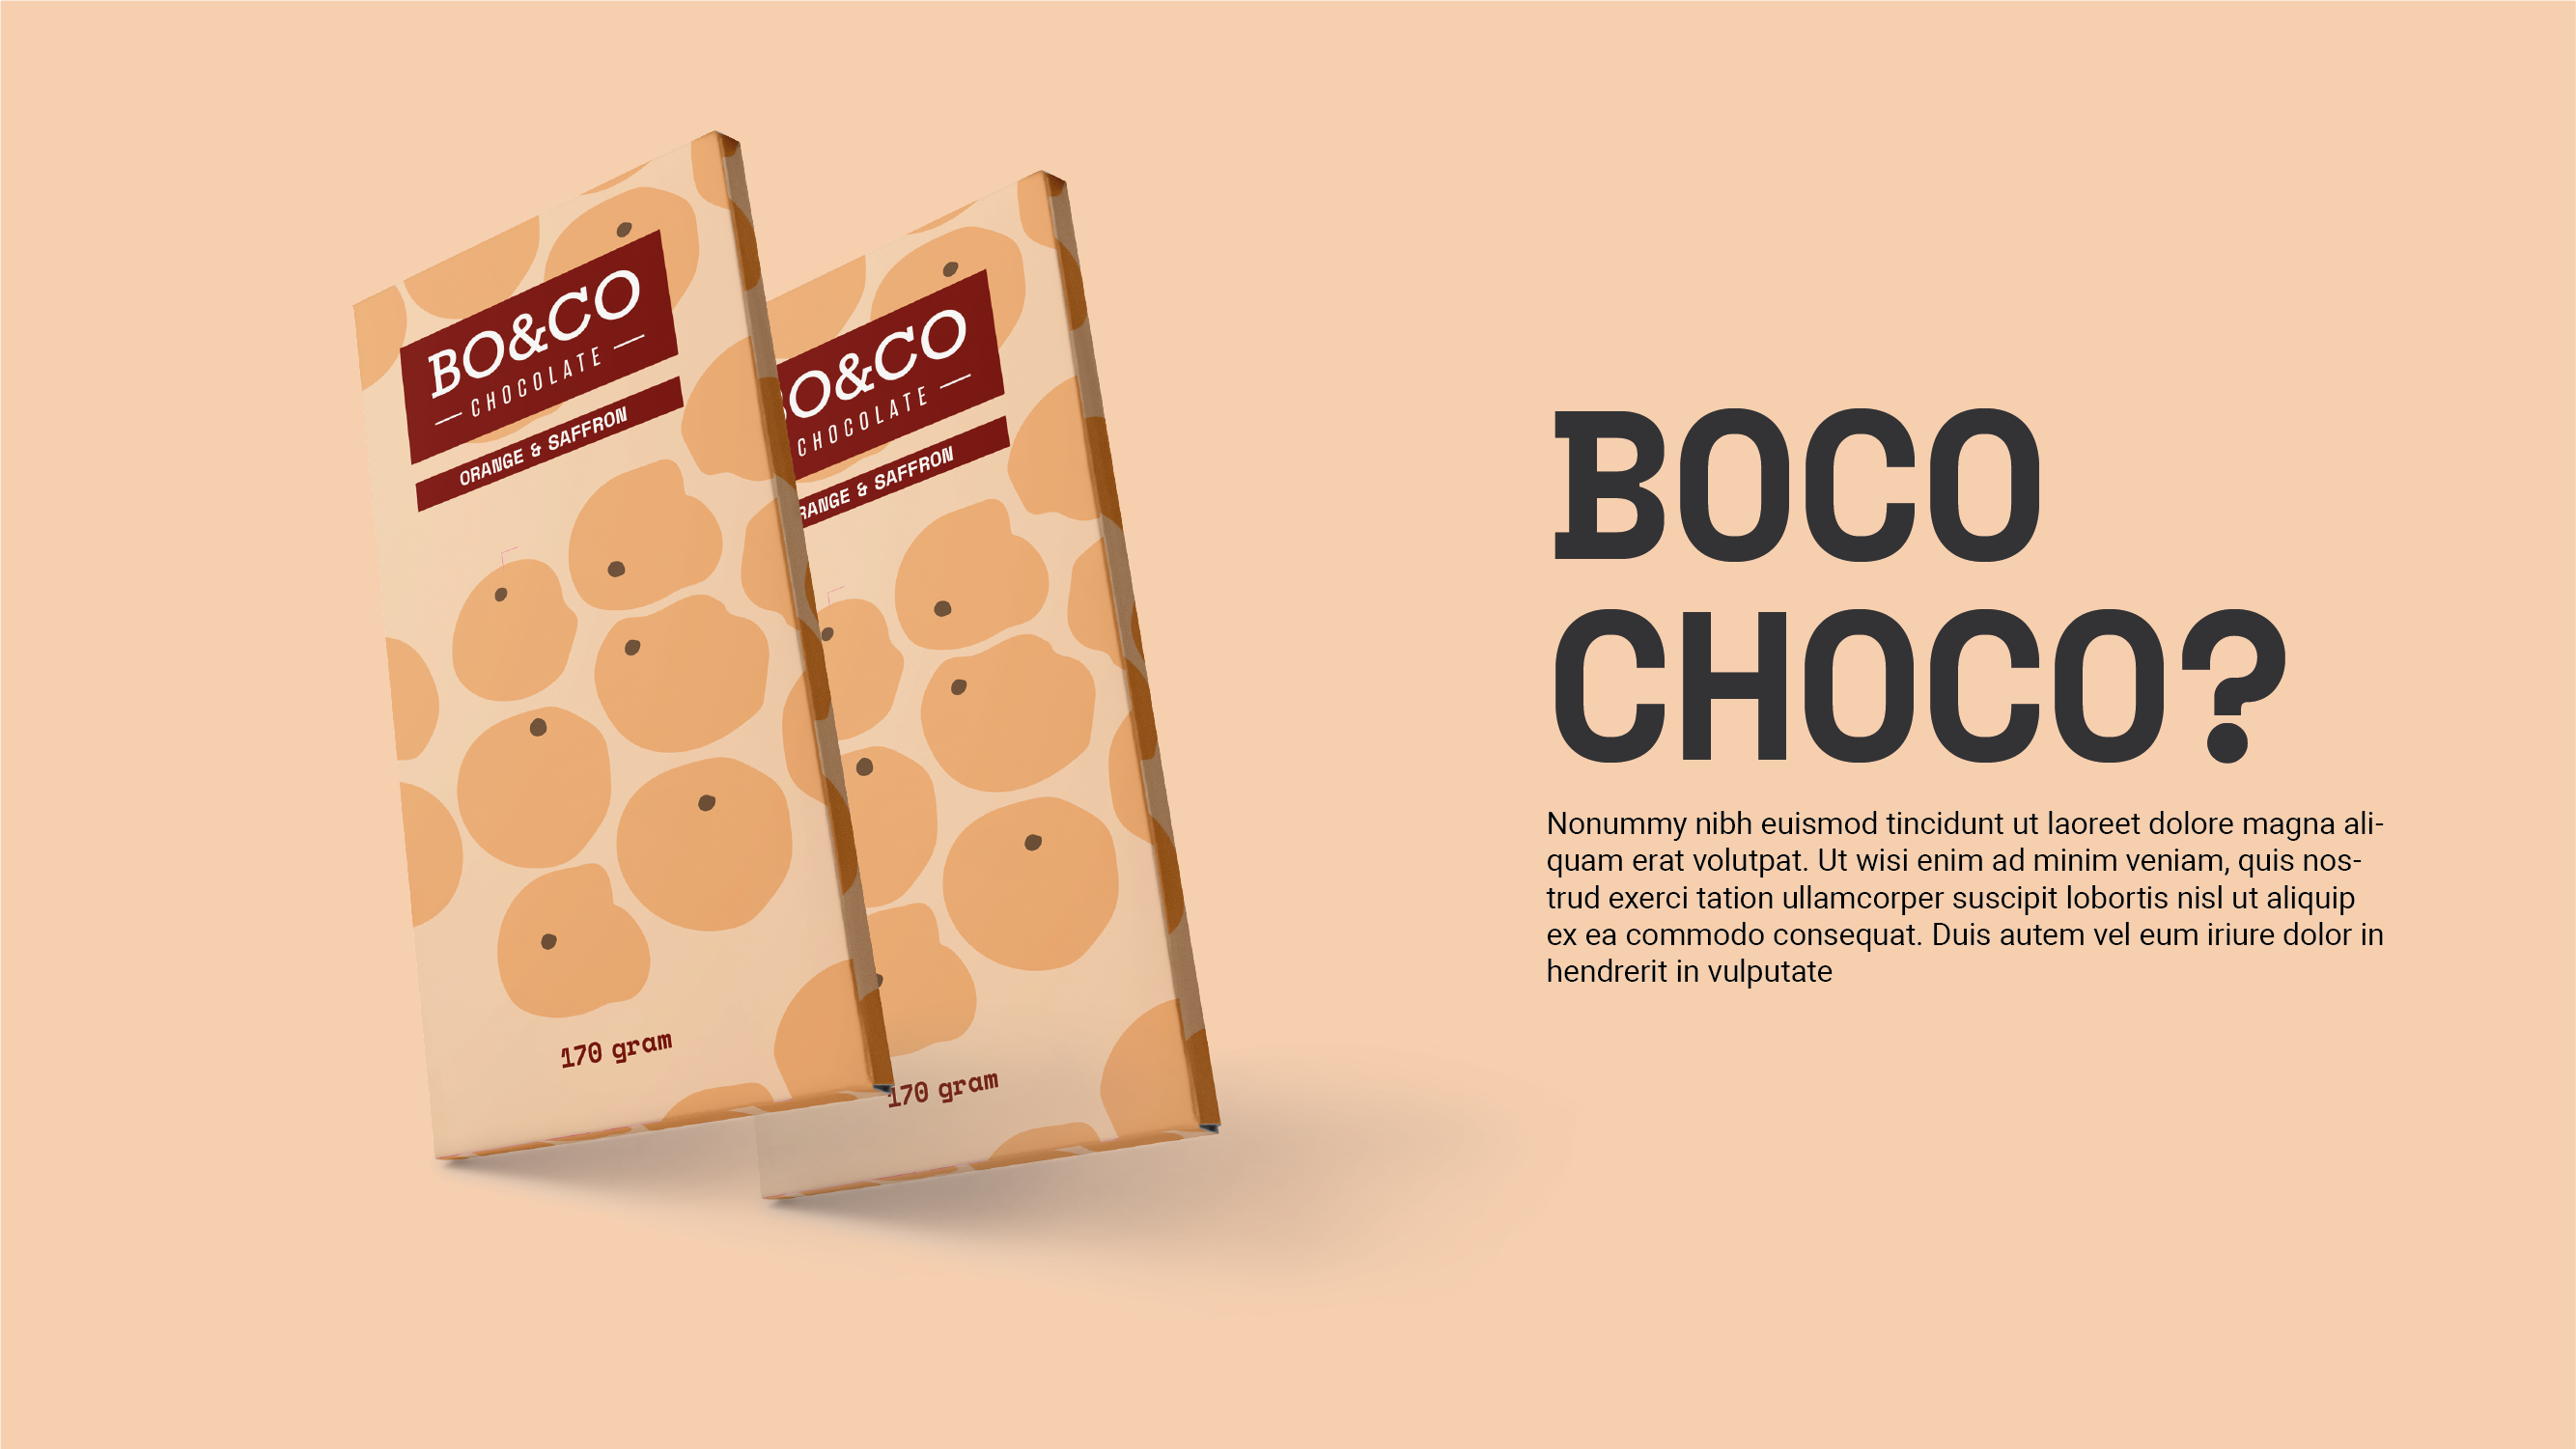 BO&CO
CHOCOLATE
ORANGE & SAFFRON
170 gram
O&CO
CHOCOLATE
RANGE & SAFFRON
170 gram
BOCO
CHOCO?
Nonummy nibh euismod tincidunt ut laoreet dolore magna ali-
quam erat volutpat. Ut wisi enim ad minim veniam, quis nos-
trud exerci tation ullamcorper suscipit lobortis nisl ut aliquip
ex ea commodo consequat. Duis autem vel eum iriure dolor in
hendrerit in vulputate